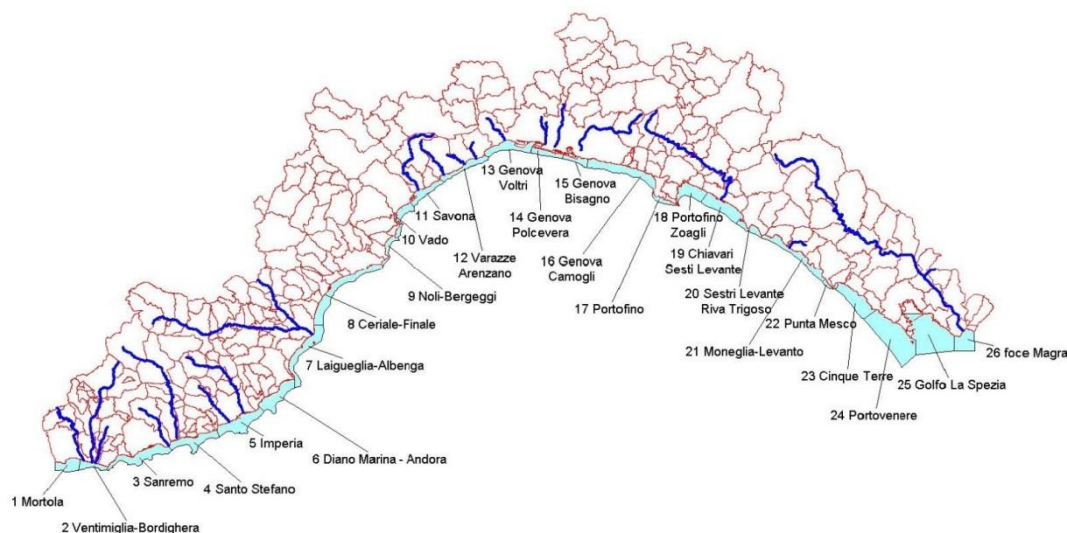 1 Mortola
2 Ventimiglia-Bordighera
3 Sanremo
4 Santo Stefano
5 Imperia
6 Diano Marina - Andora
7 Laigueglia-Albenga
8 Ceriale-Finale
9 Noli-Bergeggi
10 Vado
11 Savona
12 Varazze
Arenzano
13 Genova
Voltri
14 Genova
Polcevera
15 Genova
Bisagno
16 Genova
Camogli
17 Portofino
18 Portofino
Zoagli
19 Chiavari
Sesti Levante
20 Sestri Levante
Riva Trigoso
21 Moneglia-Levanto
22 Punta Mesco
23 Cinque Terre
24 Portovenere
25 Golfo La Spezia
26 foce Magra